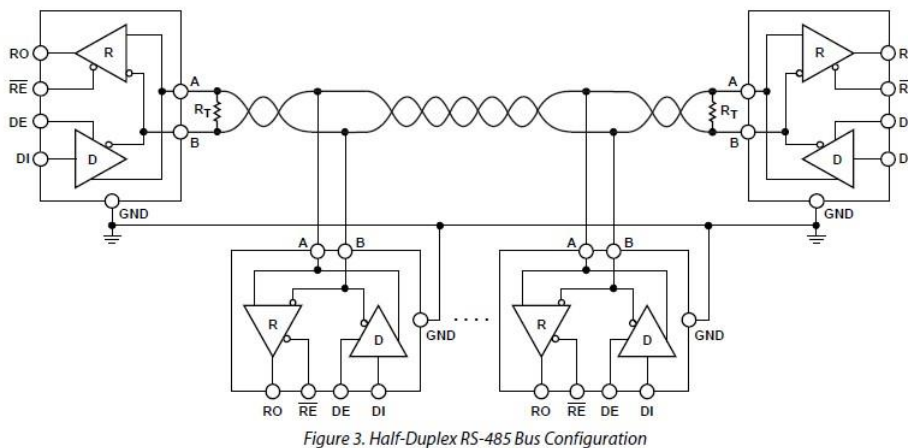 RO
R
RE
DE
DI
D
A
B
RT
GND
A
B
RT
R
D
GND
R
R
D
D
A
B
R
D
GND
RO
RE
DE
DI
. . . .
A
B
R
D
GND
RO
RE
DE
DI
Figure 3. Half-Duplex RS-485 Bus Configuration